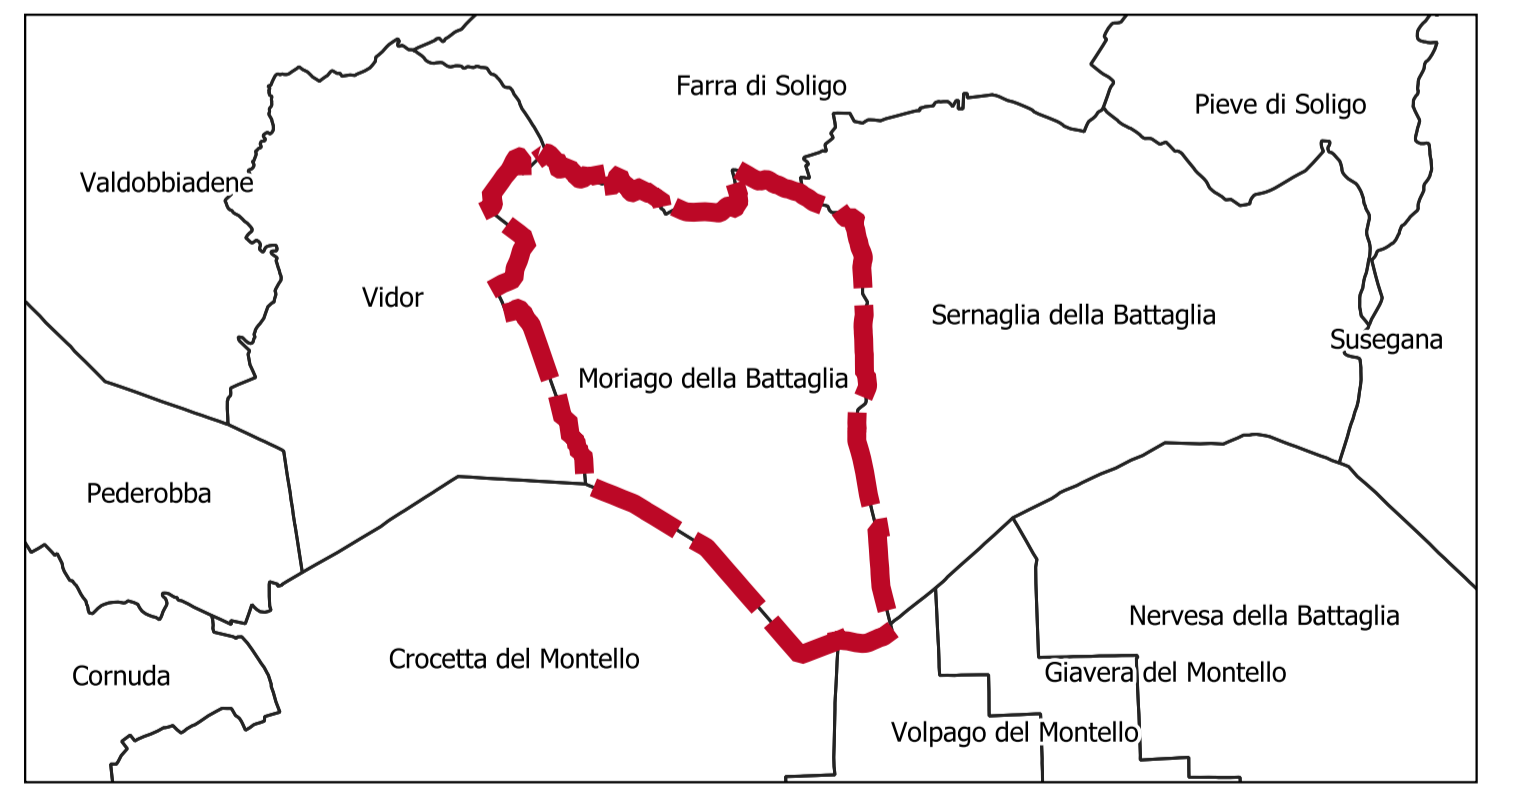 Farra di Soligo
Pieve di Soligo
Valdobbiadene
Vidor
Sernaglia della Battaglia
Susegana
Moriago della Battaglia
Pederobba
Nervesa della Battaglia
Crocetta del Montello
Giavera del Montello
Cornuda
Volpago del Montello